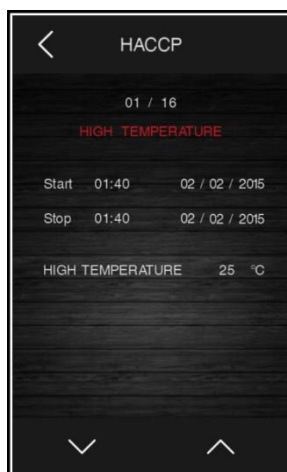 HACCP
01 / 16
HIGH TEMPERATURE
Start 01:40 02 / 02 / 2015
Stop 01:40 02 / 02 / 2015
HIGH TEMPERATURE 25 °C